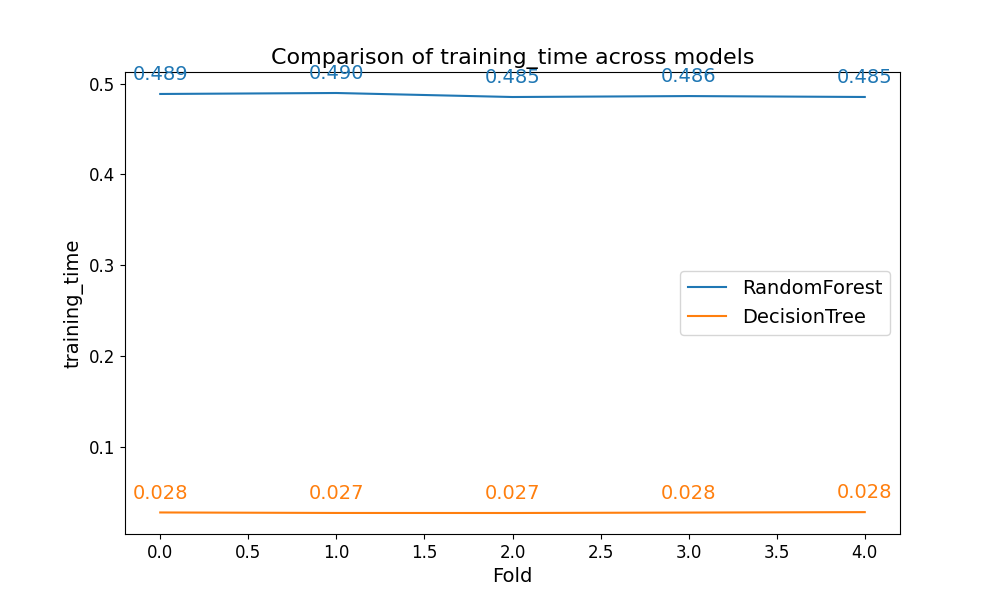 Comparison of training_time across models
0.489 0.490 0.485 0.486 0.485
0.5
0.4
0.3
0.2
0.1
training_time
RandomForest
DecisionTree
0.028 0.027 0.027 0.028 0.028
0.0 0.5 1.0 1.5 2.0 2.5 3.0 3.5 4.0
Fold